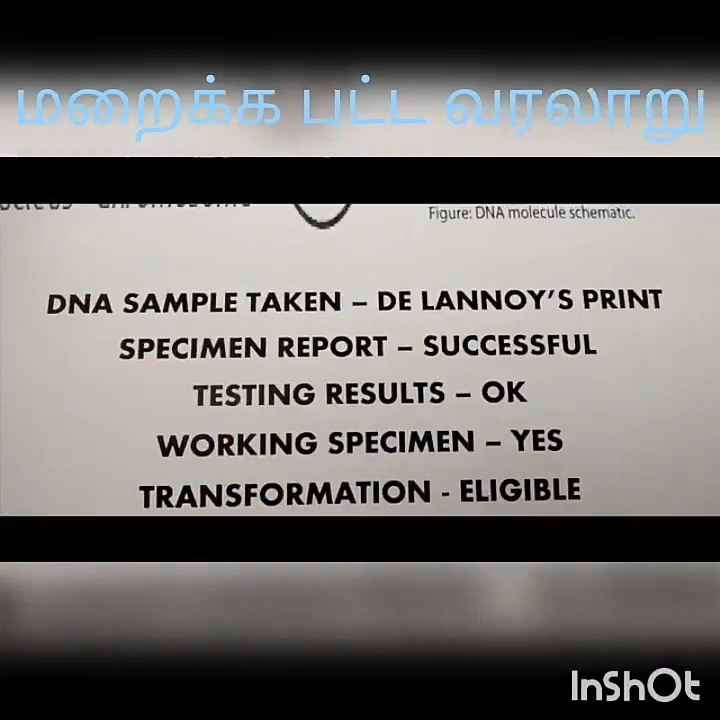 மறைக்க பட்ட வரலாறு
Figure: DNA molecule schematic.
DNA SAMPLE TAKEN – DE LANNOY'S PRINT
SPECIMEN REPORT – SUCCESSFUL
TESTING RESULTS – OK
WORKING SPECIMEN – YES
TRANSFORMATION - ELIGIBLE
InShOt